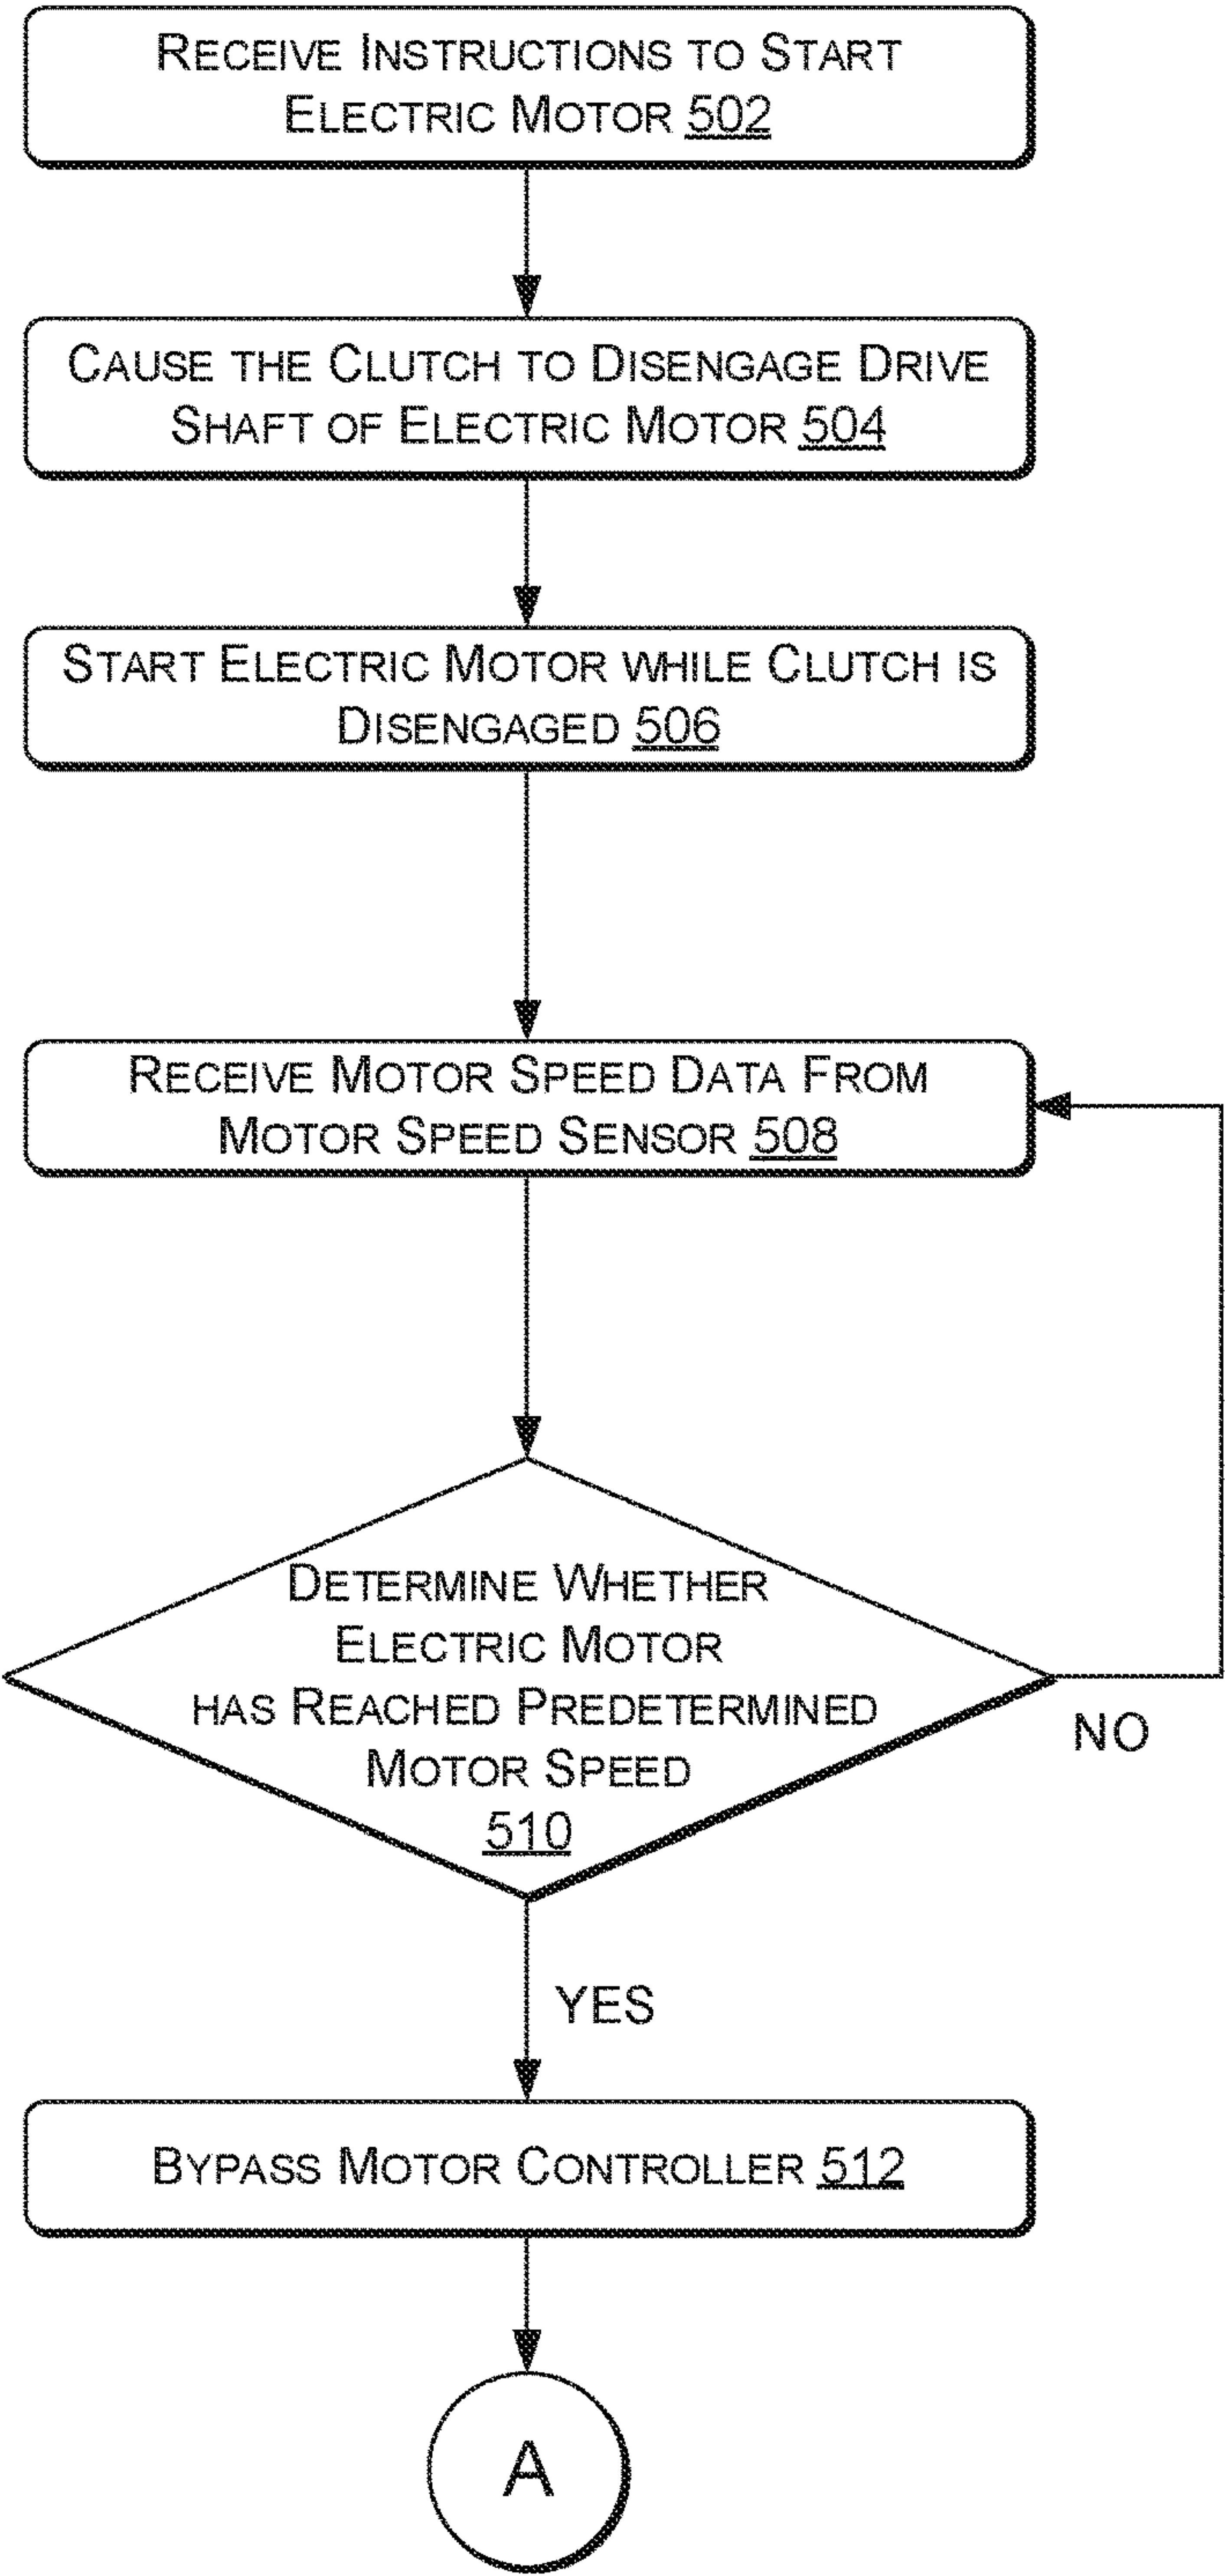 RECEIVE INSTRUCTIONS TO START
ELECTRIC MOTOR 502
CAUSE THE CLUTCH TO DISENGAGE DRIVE
SHAFT OF ELECTRIC MOTOR 504
START ELECTRIC MOTOR WHILE CLUTCH IS
DISENGAGED 506
RECEIVE MOTOR SPEED DATA FROM
MOTOR SPEED SENSOR 508
DETERMINE WHETHER
ELECTRIC MOTOR
HAS REACHED PREDETERMINED
MOTOR SPEED
510
NO
YES
BYPASS MOTOR CONTROLLER 512
A